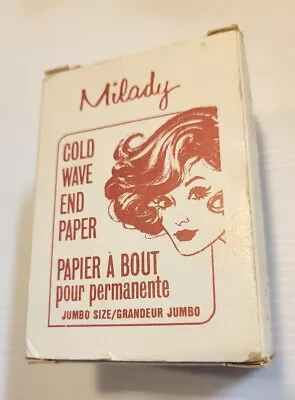 Milady
COLD
WAVE
END
PAPER
PAPIER À BOUT
pour permanente
JUMBO SIZE/GRANDEUR JUMBO